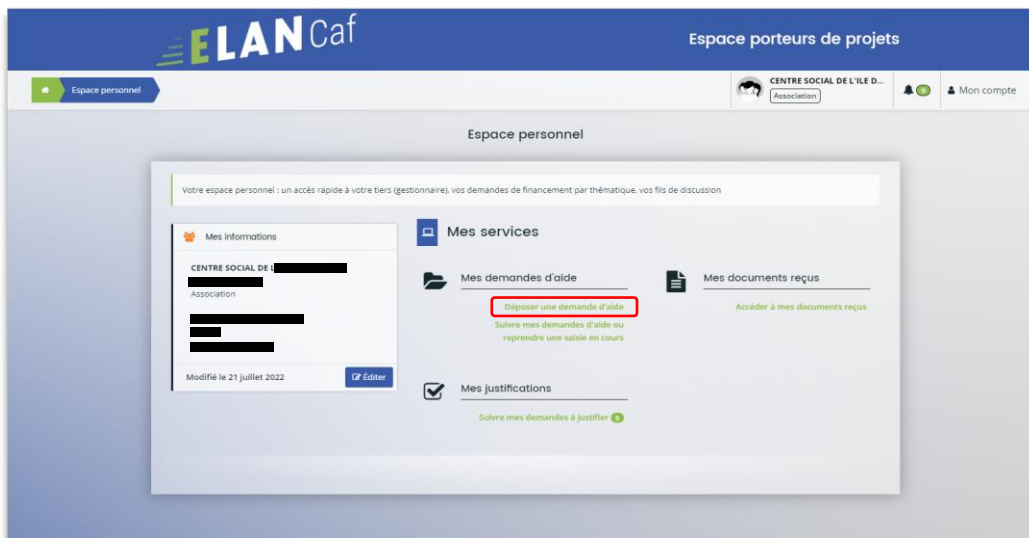 ELAN Caf
Espace porteurs de projets
Espace personnel
CENTRE SOCIAL DE L'ILE D...
Association
0
Mon compte
Espace personnel
Votre espace personnel : un accès rapide à votre tiers (gestionnaire), vos demandes de financement par thématique, vos fils de discussion
Mes informations
CENTRE SOCIAL DE L
Association
Modifié le 21 juillet 2022
Éditer
Mes services
Mes demandes d'aide
Déposer une demande d'aide
Suivre mes demandes d'aide ou
reprendre une saisie en cours
Mes documents reçus
Accéder à mes documents reçus
Mes justifications
Suivre mes demandes à justifier 0